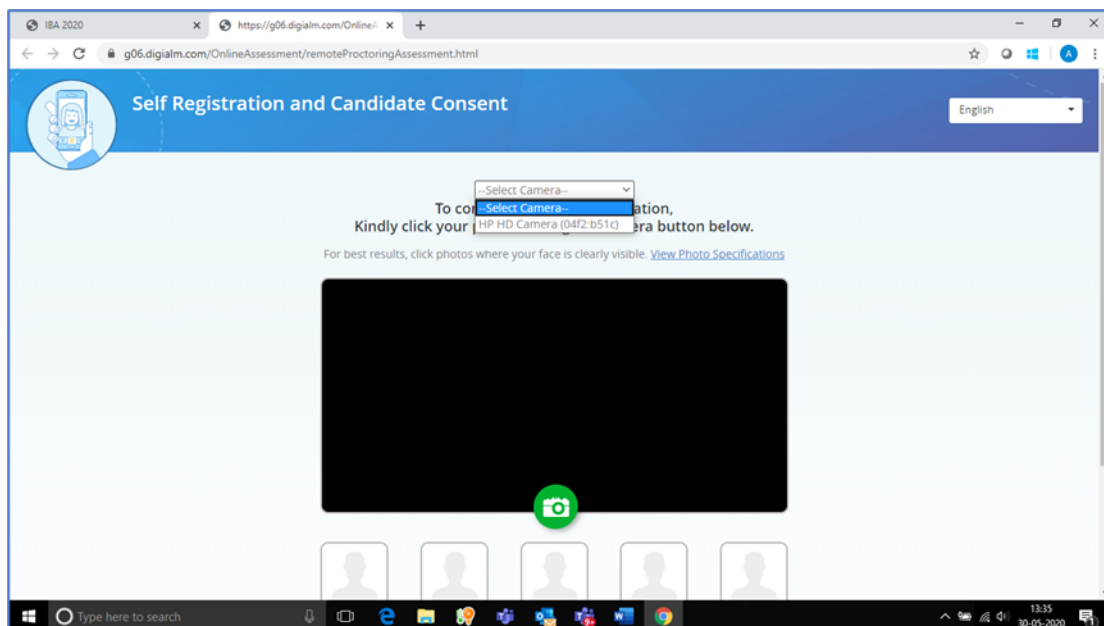 IBA 2020
https://g06.digialm.com/OnlineA
g06.digialm.com/OnlineAssessment/remoteProctoringAssessment.html
A
Self Registration and Candidate Consent
English
--Select Camera--
--Select Camera--
HP HD Camera (04f2:b51c)
To co ation,
Kindly click your era button below.
For best results, click photos where your face is clearly visible. View Photo Specifications
Type here to search
13:35
30-05-2020